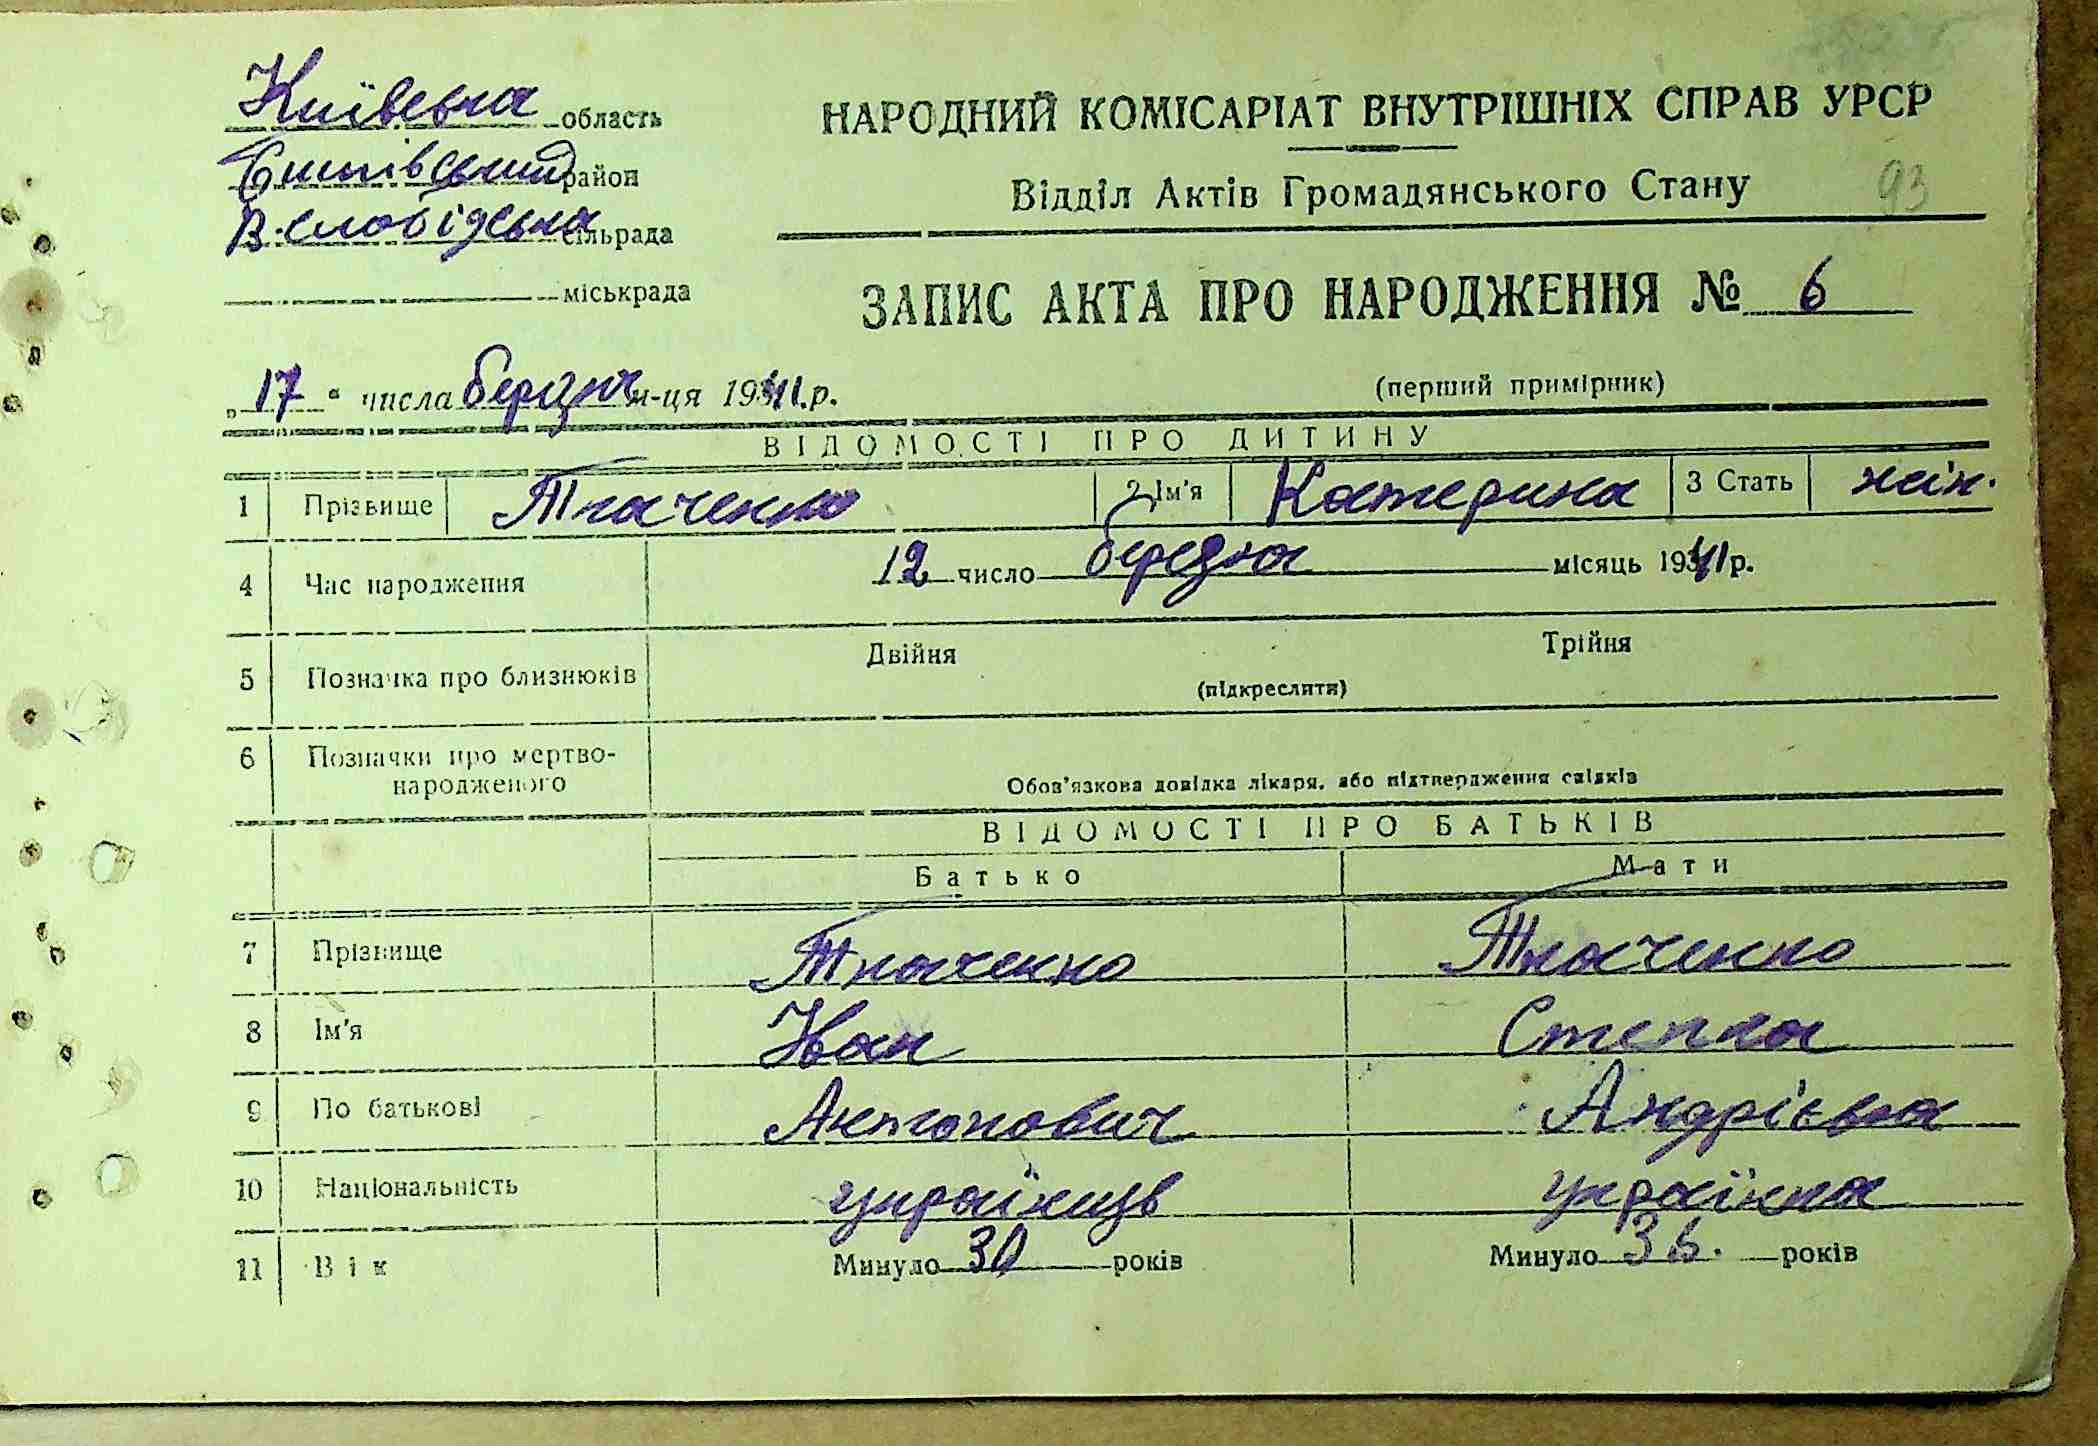 Київська область
район
В. Слобідська сільрада
міськрада
НАРОДНИЙ КОМІСАРІАТ ВНУТРІШНІХ СПРАВ УРСР
Відділ Актів Громадянського Стану
93
ЗАПИС АКТА ПРО НАРОДЖЕННЯ № 6
„17" числа березня м-ця 1941 р.
(перший примірник)
ВІДОМОСТІ ПРО ДИТИНУ
1 Прізвище Ткаченко 2 Ім'я Катерина 3 Стать жін.
4 Час народження 12 число березня місяць 1941 р.
5 Позначка про близнюків Двійня Трійня
(підкреслити)
6 Позначки про мертво-
народженого Обов'язкова довідка лікаря, або підтвердження свідків
ВІДОМОСТІ ПРО БАТЬКІВ
Батько Мати
7 Прізвище Ткаченко Ткаченко
8 Ім'я Іван
9 По батькові Антонович Андріївна
10 Національність українець українка
11 Вік Минуло 30 років Минуло років